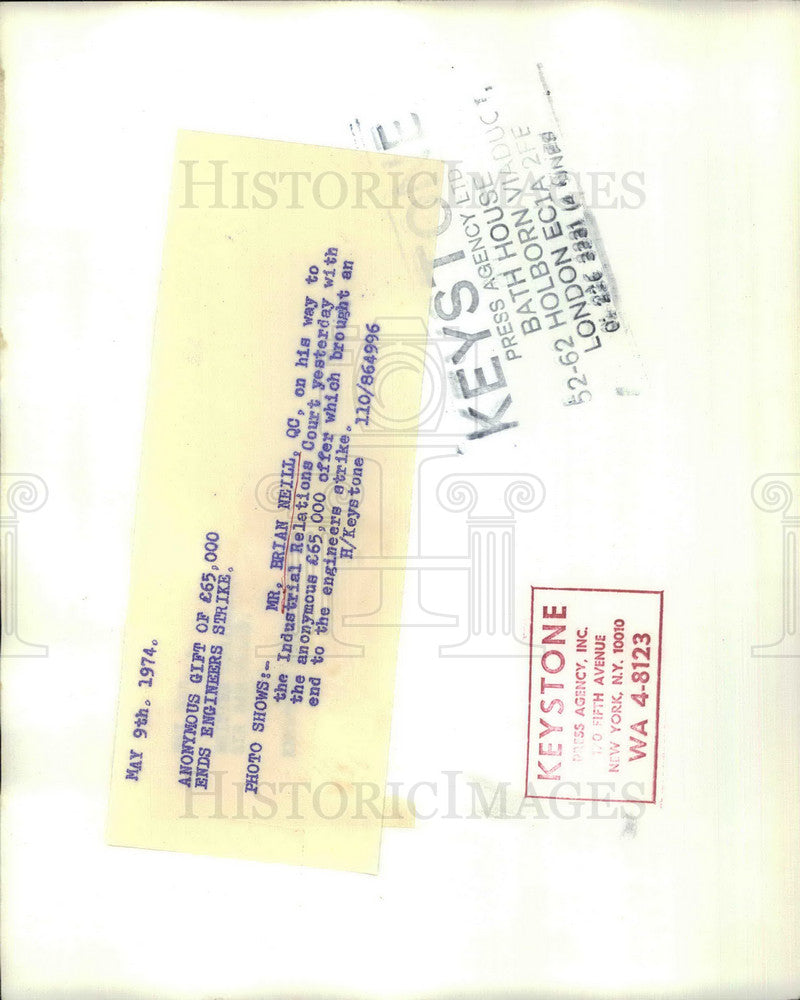 MAY 9th. 1974.
ANONYMOUS GIFT OF £65,000
ENDS ENGINEERS STRIKE.
PHOTO SHOWS:- MR. BRIAN NEILL, QC, on his way to
the Industrial Relations Court yesterday with
the anonymous £65,000 offer which brought an
end to the engineers strike.
H/Keystone 110/864996
KEYSTONE
PRESS AGENCY LTD
BATH HOUSE
52-62 HOLBORN VIADUCT,
LONDON EC1A 2FE
KEYSTONE
PRESS AGENCY, INC.
170 FIFTH AVENUE
NEW YORK, N.Y. 10010
WA 4-8123
HISTORIC IMAGES
HISTORIC IMAGES